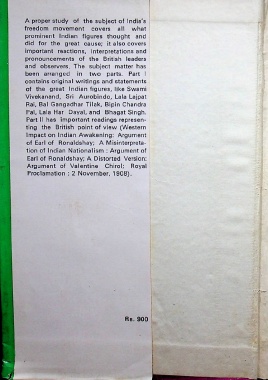 A proper study of the subject of India's
freedom movement covers all what
prominent Indian figures thought and
did for the great cause; it also covers
important reactions, interpretations and
pronouncements of the British leaders
and observers. The subject matter has
been arranged in two parts. Part I
contains original writings and statements
of the great Indian figures, like Swami
Vivekanand, Sri Aurobindo, Lala Lajpat
Rai, Bal Gangadhar Tilak, Bipin Chandra
Pal, Lala Har Dayal, and Bhagat Singh.
Part II has important readings represen-
ting the British point of view (Western
Impact on Indian Awakening: Argument
of Earl of Ronaldshay; A Misinterpreta-
tion of Indian Nationalism : Argument of
Earl of Ronaldshay; A Distorted Version:
Argument of Valentine Chirol; Royal
Proclamation : 2 November, 1908).
Rs. 900